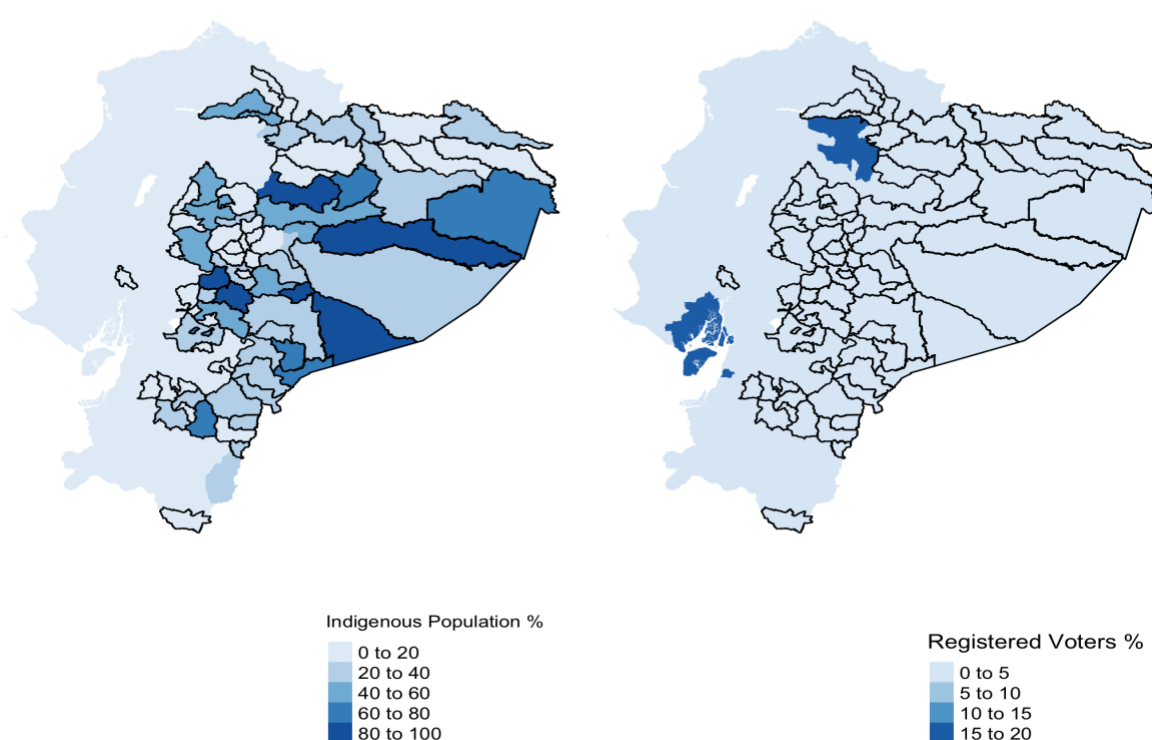 Indigenous Population %
0 to 20
20 to 40
40 to 60
60 to 80
80 to 100
Registered Voters %
0 to 5
5 to 10
10 to 15
15 to 20